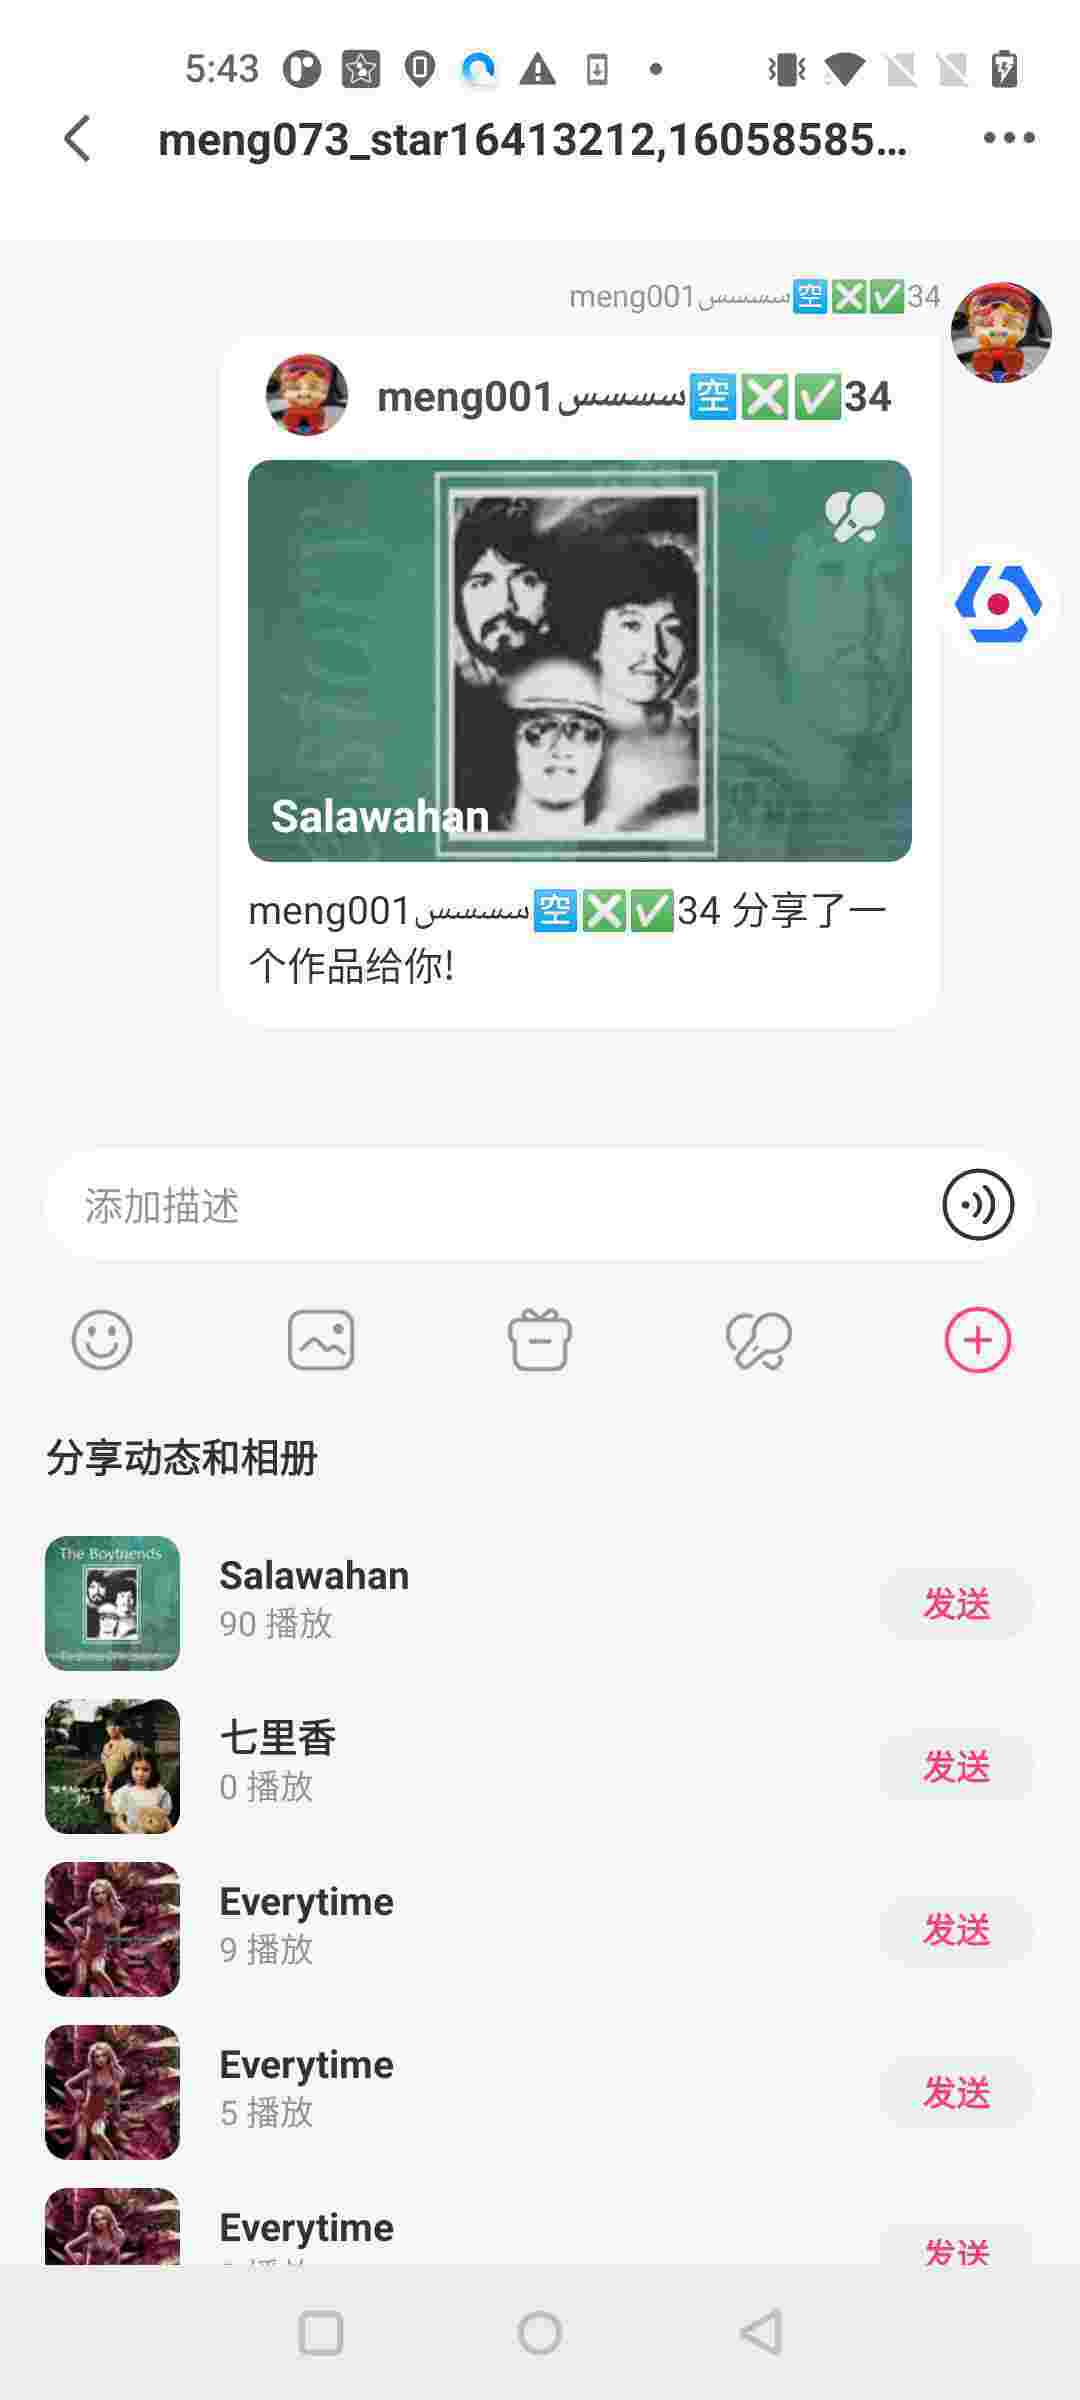 5:43
meng073_star16413212,16058585...
meng001سسسس🈳❎✅34
meng001سسسس🈳❎✅34
Salawahan
meng001سسسس🈳❎✅34 分享了一
个作品给你!
添加描述
分享动态和相册
The Boyfriends
Salawahan
90 播放
发送
七里香
0 播放
发送
Everytime
9 播放
发送
Everytime
5 播放
发送
Everytime
发送